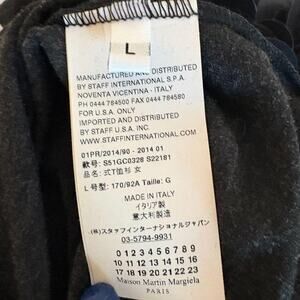 L
MANUFACTURED AND DISTRIBUTED
BY STAFF INTERNATIONAL S.P.A.
NOVENTA VICENTINA - ITALY
PH 0444 784500 FAX 0444 784580
FOR U.S.A. ONLY
IMPORTED AND DISTRIBUTED
BY STAFF U.S.A. INC.
WWW.STAFFINTERNATIONAL.COM
01PR/2014/90 - 2014 01
款号: S51GC0328 S22181
品名: 式T恤衫 女
L 号型: 170/92A Taille: G
MADE IN ITALY
イタリア製
意大利製造
(株)スタッフインターナショナルジャパン
03-5794-9931
0 1 2 3 4 5 6 7 8 9
10 11 12 13 14 15 16
17 18 19 20 21 22 23
Maison Martin Margiela
PARIS